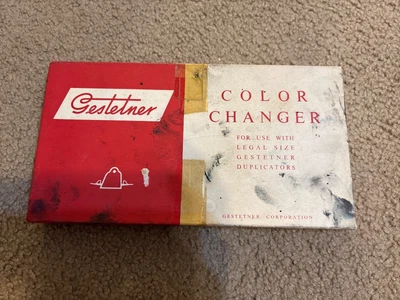 Gestetner
COLOR
CHANGER
FOR USE WITH
LEGAL SIZE
GESTETNER
DUPLICATORS
GESTETNER CORPORATION